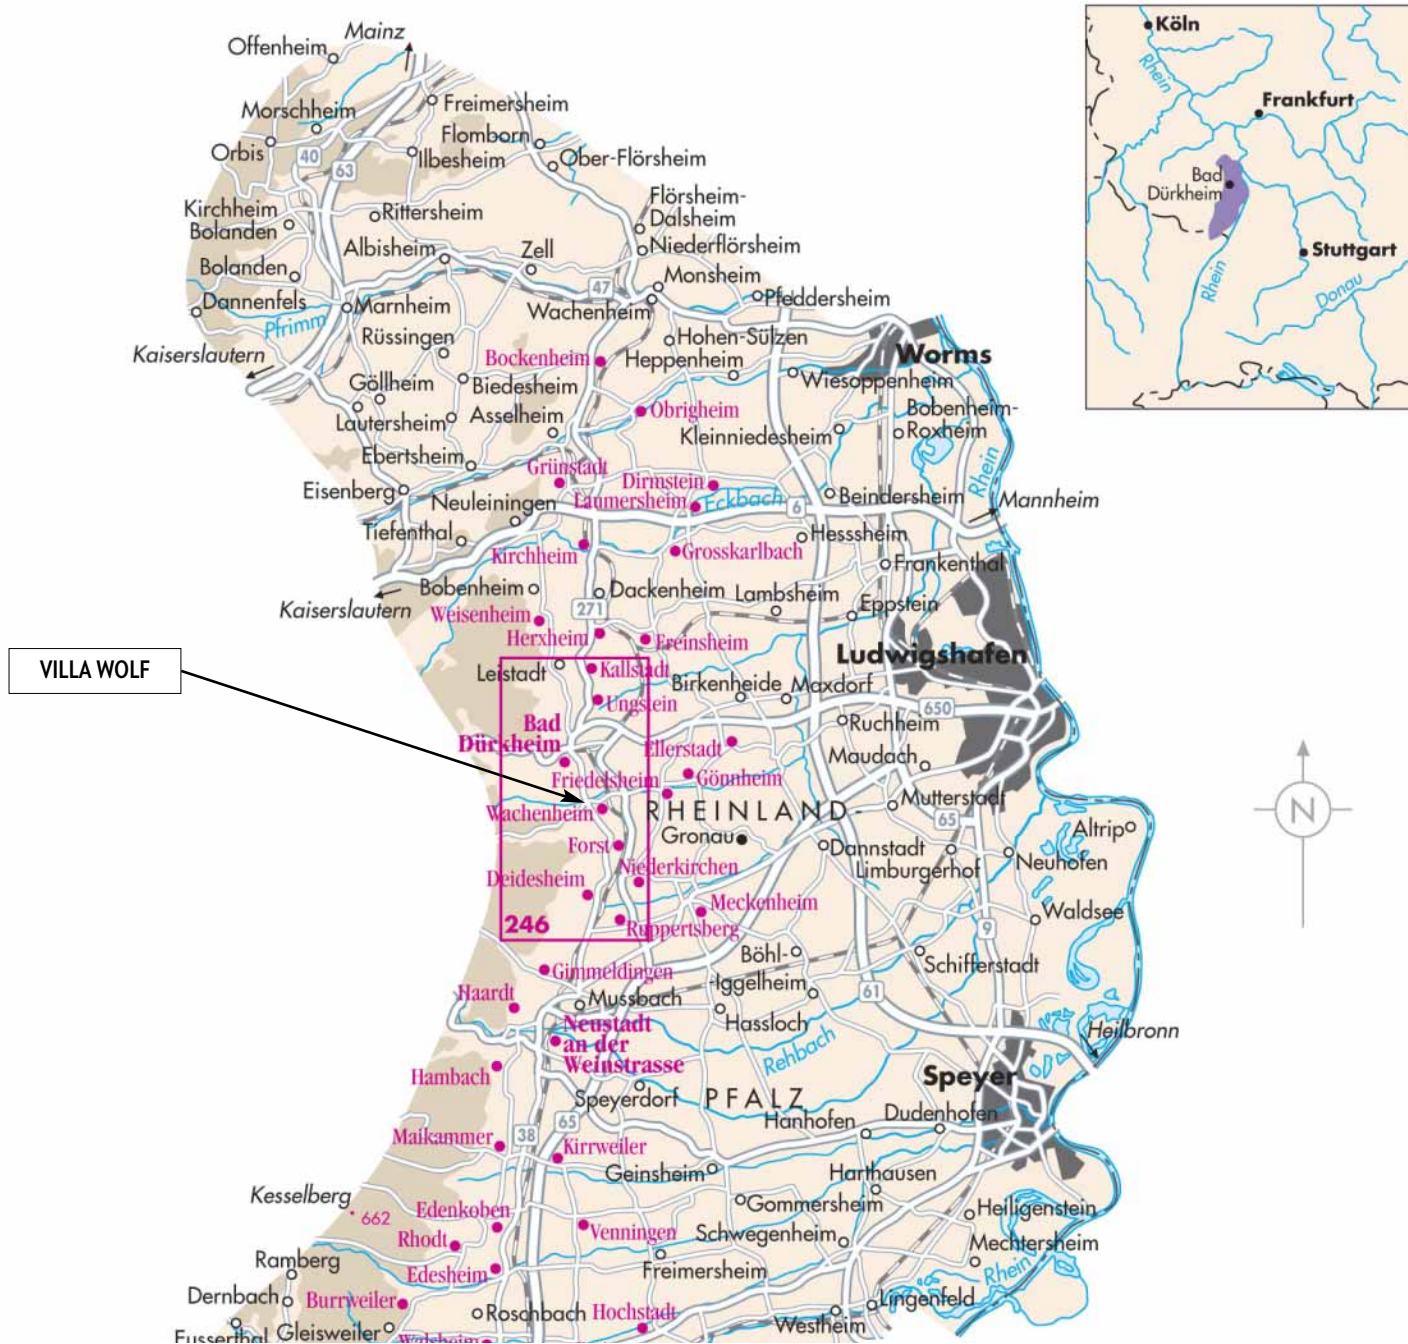 Mainz
Offenheim
Morschheim
Freimersheim
Flomborn
Orbis
40
63
Ilbesheim
Ober-Flörsheim
Kirchheim
Bolanden
Rittersheim
Flörsheim-
Dalsheim
Albisheim
Zell
Niederflörsheim
Bolanden
Monsheim
47
Dannenfels
Marnheim
Wachenheim
Pfeddersheim
Pfrimm
Rüssingen
Hohen-Sülzen
Kaiserslautern
Bockenheim
Heppenheim
Worms
Göllheim
Biedesheim
Wiesoppenheim
Lautersheim
Asselheim
Obrigheim
Bobenheim-
Roxheim
Kleinniedesheim
Ebertsheim
Grünstadt
Dirmstein
Rhein
Eisenberg
Neuleiningen
Laumersheim
Eckbach
6
Beindersheim
Mannheim
Tiefenthal
Kirchheim
Grosskarlbach
Hesssheim
Frankenthal
Kaiserslautern
Bobenheim
Dackenheim
Lambsheim
Eppstein
271
Weisenheim
Herxheim
Freinsheim
VILLA WOLF
Leistadt
Kallstadt
Ludwigshafen
Birkenheide
Maxdorf
Ungstein
650
Bad
Dürkheim
Ruchheim
Ellerstadt
Maudach
Friedelsheim
Gönnheim
Wachenheim
RHEINLAND-
Mutterstadt
65
Forst
Gronau
Dannstadt
Altrip
Limburgerhof
Neuhofen
Deidesheim
Niederkirchen
Meckenheim
Waldsee
246
Ruppertsberg
9
Böhl-
-Iggelheim
Schifferstadt
Gimmeldingen
61
Haardt
Mussbach
Hassloch
Neustadt
an der
Weinstrasse
Rehbach
Heilbronn
Hambach
Speyer
Speyerdorf
PFALZ
Hanhofen
Dudenhofen
Maikammer
38
65
Kirrweiler
Geinsheim
Harthausen
Kesselberg
662
Edenkoben
Gommersheim
Heiligenstein
Rhodt
Venningen
Schwegenheim
Mechtersheim
Ramberg
Edesheim
Freimersheim
Rhein
Dernbach
Burrweiler
Roschbach
Hochstadt
Lingenfeld
Westheim
Eusserthal
Gleisweiler
Walsheim
Köln
Rhein
Frankfurt
Bad
Dürkheim
Stuttgart
Rhein
Donau
N